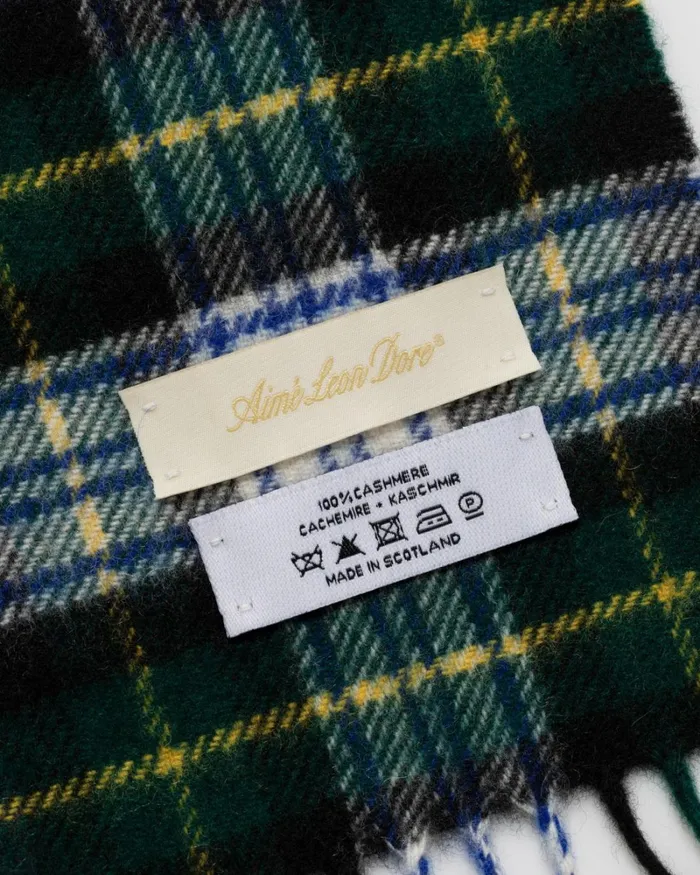 Aimé Leon Dore®
100% CASHMERE
CACHEMIRE + KASCHMIR
MADE IN SCOTLAND